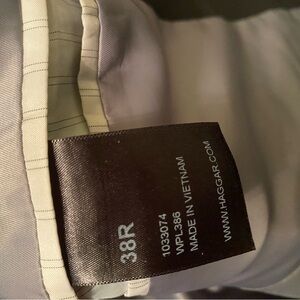 38R
1033074
WPL386
MADE IN VIETNAM
WWW.HAGGAR.COM